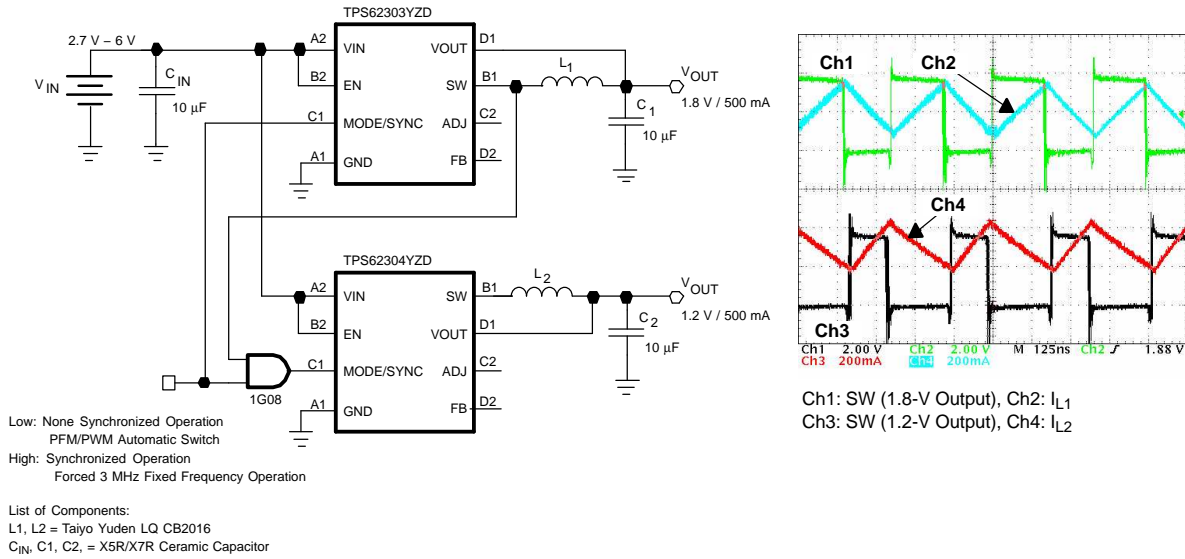 TPS62303YZD
2.7 V – 6 V
A2 VIN VOUT D1
B2 EN SW B1
C1 MODE/SYNC ADJ C2
A1 GND FB D2
V IN
C IN
10 μF
L1
VOUT
1.8 V / 500 mA
C1
10 μF
TPS62304YZD
A2 VIN SW B1
B2 EN VOUT D1
C1 MODE/SYNC ADJ C2
A1 GND FB D2
L2
VOUT
1.2 V / 500 mA
C2
10 μF
1G08
Low: None Synchronized Operation
PFM/PWM Automatic Switch
High: Synchronized Operation
Forced 3 MHz Fixed Frequency Operation
List of Components:
L1, L2 = Taiyo Yuden LQ CB2016
CIN, C1, C2, = X5R/X7R Ceramic Capacitor
Ch1 Ch2
Ch4
Ch3
Ch1 2.00 V Ch2 2.00 V M 125ns Ch2 1.88 V
Ch3 200mA Ch4 200mA
Ch1: SW (1.8-V Output), Ch2: IL1
Ch3: SW (1.2-V Output), Ch4: IL2